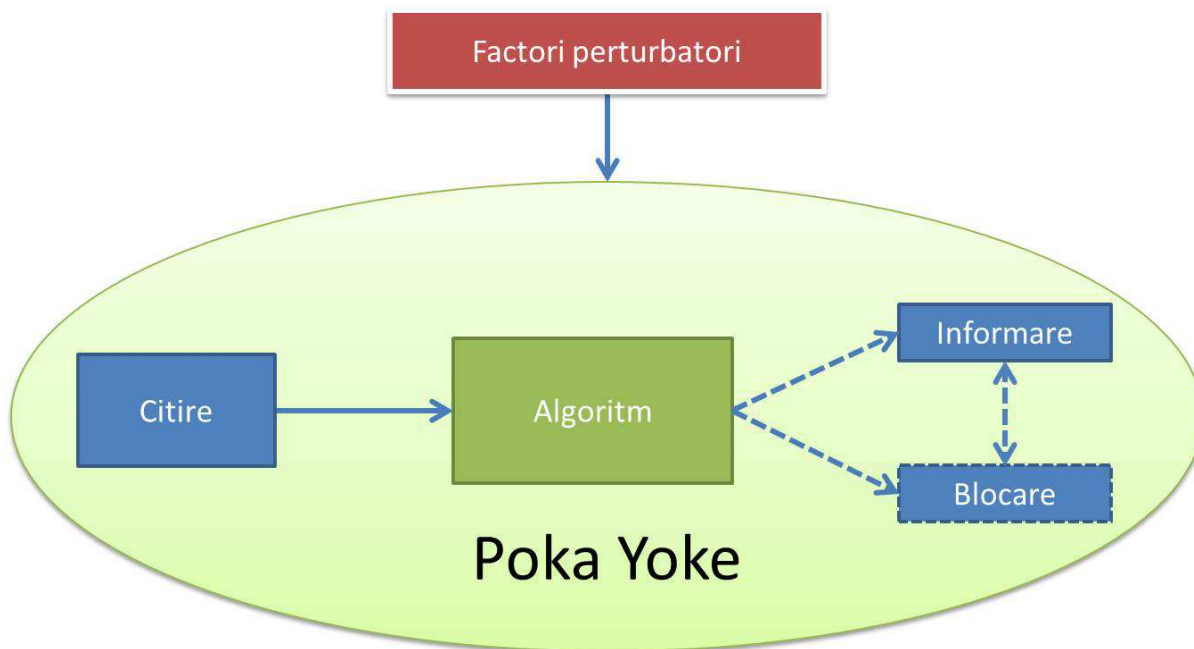 Factori perturbatori
Informare
Citire
Algoritm
Blocare
Poka Yoke